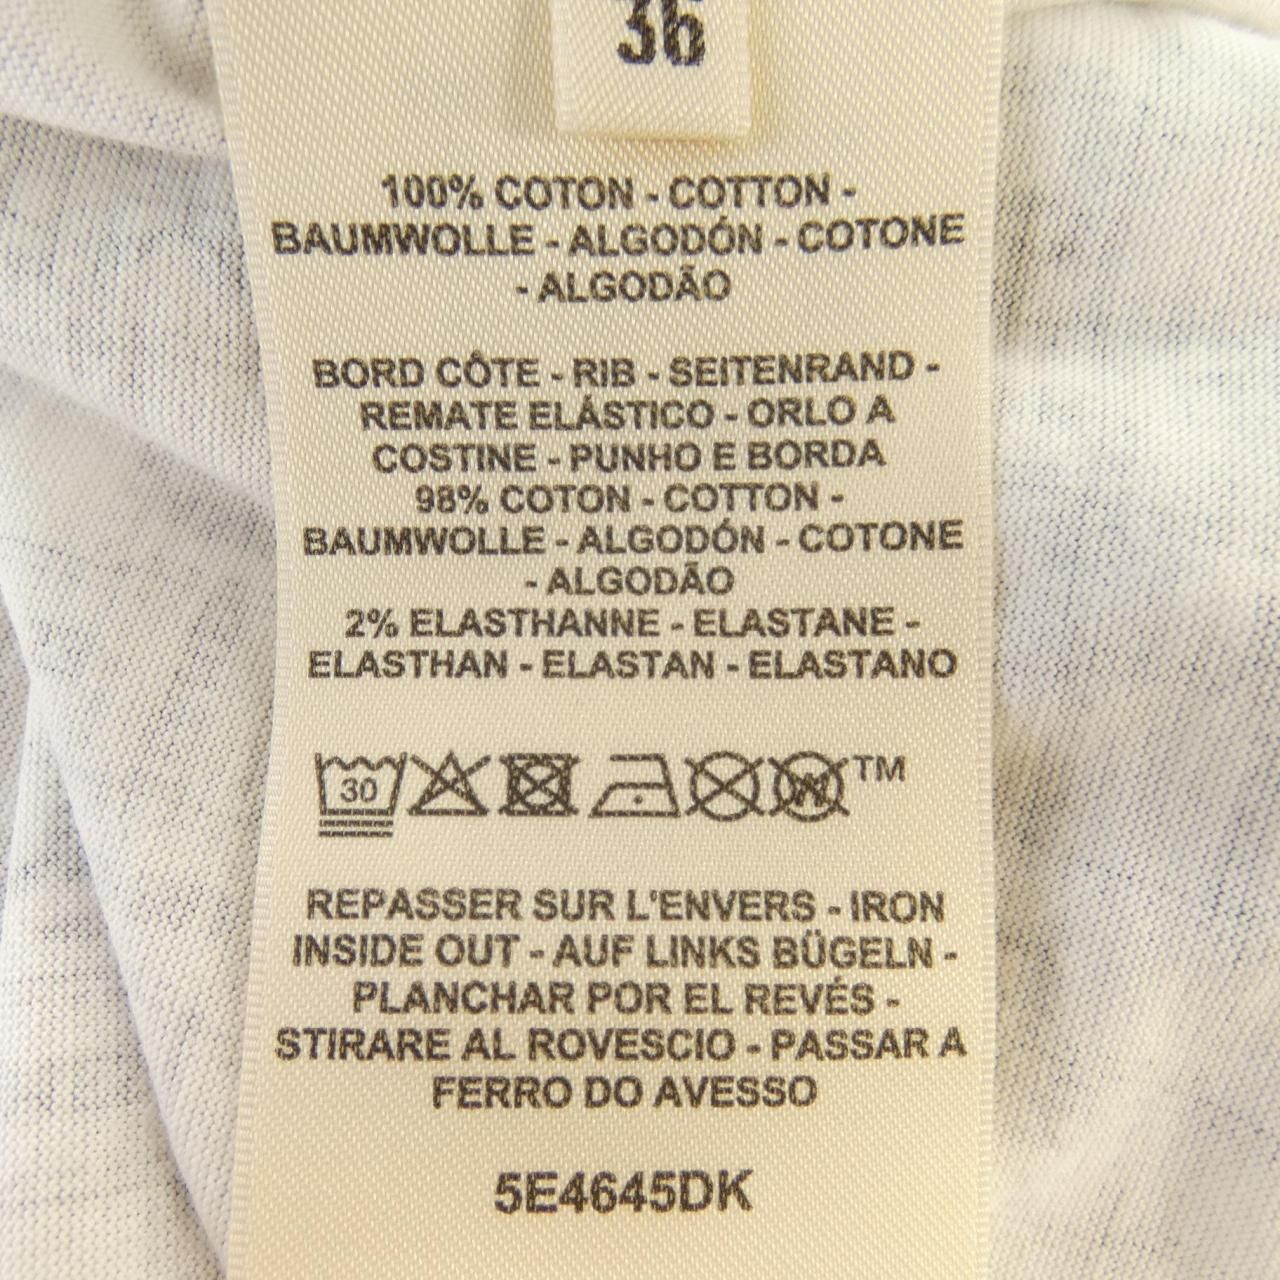 36
100% COTON - COTTON -
BAUMWOLLE - ALGODÓN - COTONE
- ALGODÃO
BORD CÔTE - RIB - SEITENRAND -
REMATE ELÁSTICO - ORLO A
COSTINE - PUNHO E BORDA
98% COTON - COTTON -
BAUMWOLLE - ALGODÓN - COTONE
- ALGODÃO
2% ELASTHANNE - ELASTANE -
ELASTHAN - ELASTAN - ELASTANO
30 W TM
REPASSER SUR L'ENVERS - IRON
INSIDE OUT - AUF LINKS BÜGELN -
PLANCHAR POR EL REVÉS -
STIRARE AL ROVESCIO - PASSAR A
FERRO DO AVESSO
5E4645DK